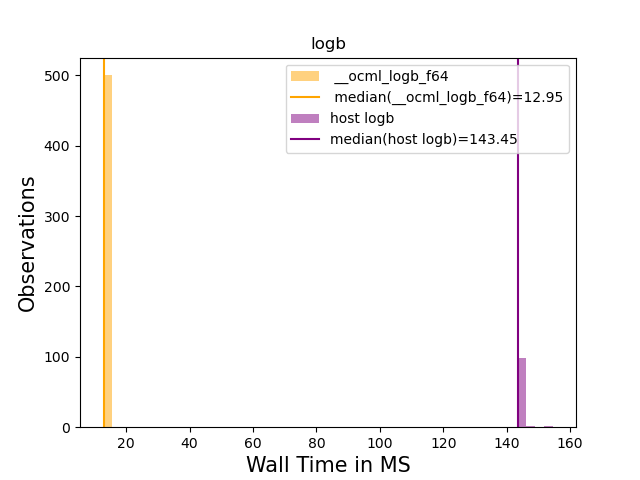 logb
__ocml_logb_f64
median(__ocml_logb_f64)=12.95
host logb
median(host logb)=143.45
Observations
500
400
300
200
100
0
20 40 60 80 100 120 140 160
Wall Time in MS